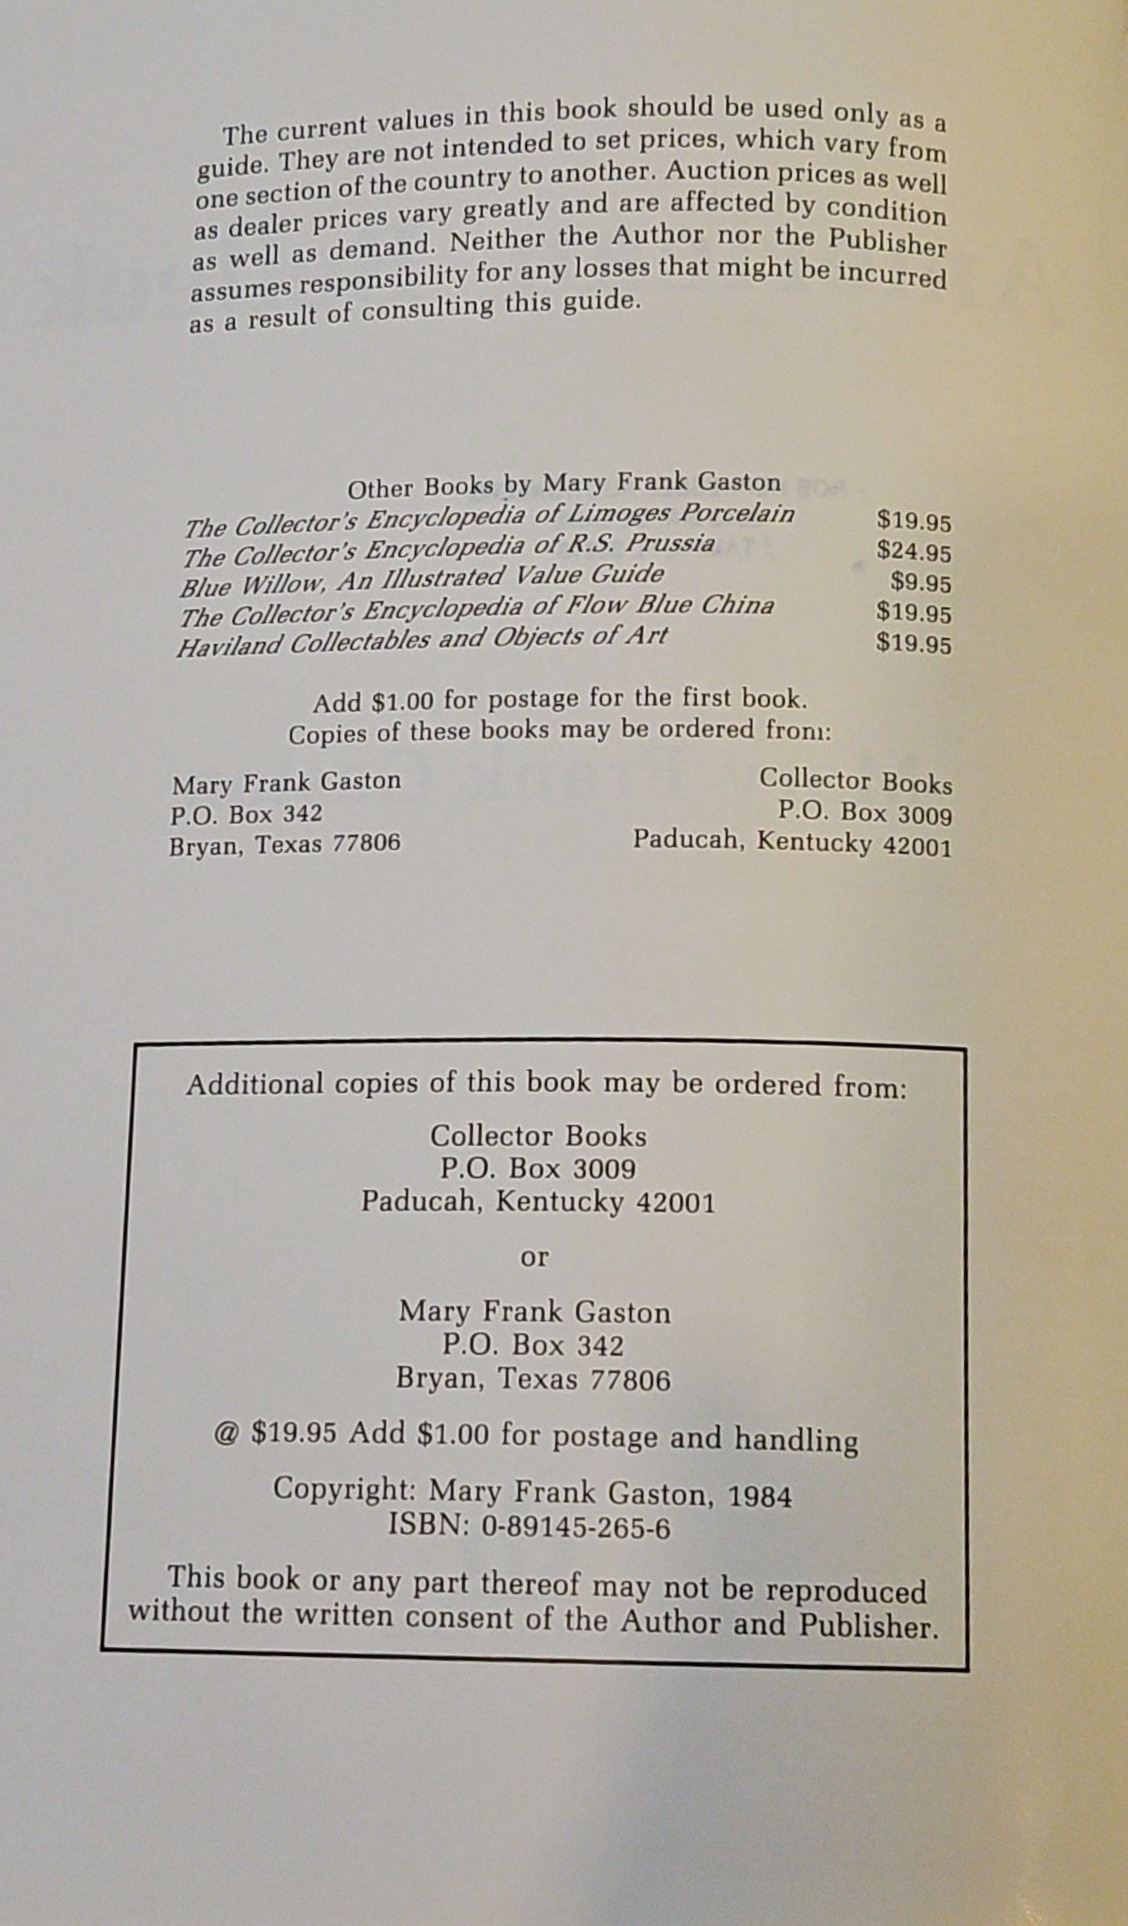 The current values in this book should be used only as a
guide. They are not intended to set prices, which vary from
one section of the country to another. Auction prices as well
as dealer prices vary greatly and are affected by condition
as well as demand. Neither the Author nor the Publisher
assumes responsibility for any losses that might be incurred
as a result of consulting this guide.
Other Books by Mary Frank Gaston
The Collector's Encyclopedia of Limoges Porcelain $19.95
The Collector's Encyclopedia of R.S. Prussia $24.95
Blue Willow, An Illustrated Value Guide $9.95
The Collector's Encyclopedia of Flow Blue China $19.95
Haviland Collectables and Objects of Art $19.95
Add $1.00 for postage for the first book.
Copies of these books may be ordered from:
Mary Frank Gaston
P.O. Box 342
Bryan, Texas 77806
Collector Books
P.O. Box 3009
Paducah, Kentucky 42001
Additional copies of this book may be ordered from:
Collector Books
P.O. Box 3009
Paducah, Kentucky 42001
or
Mary Frank Gaston
P.O. Box 342
Bryan, Texas 77806
@ $19.95 Add $1.00 for postage and handling
Copyright: Mary Frank Gaston, 1984
ISBN: 0-89145-265-6
This book or any part thereof may not be reproduced
without the written consent of the Author and Publisher.